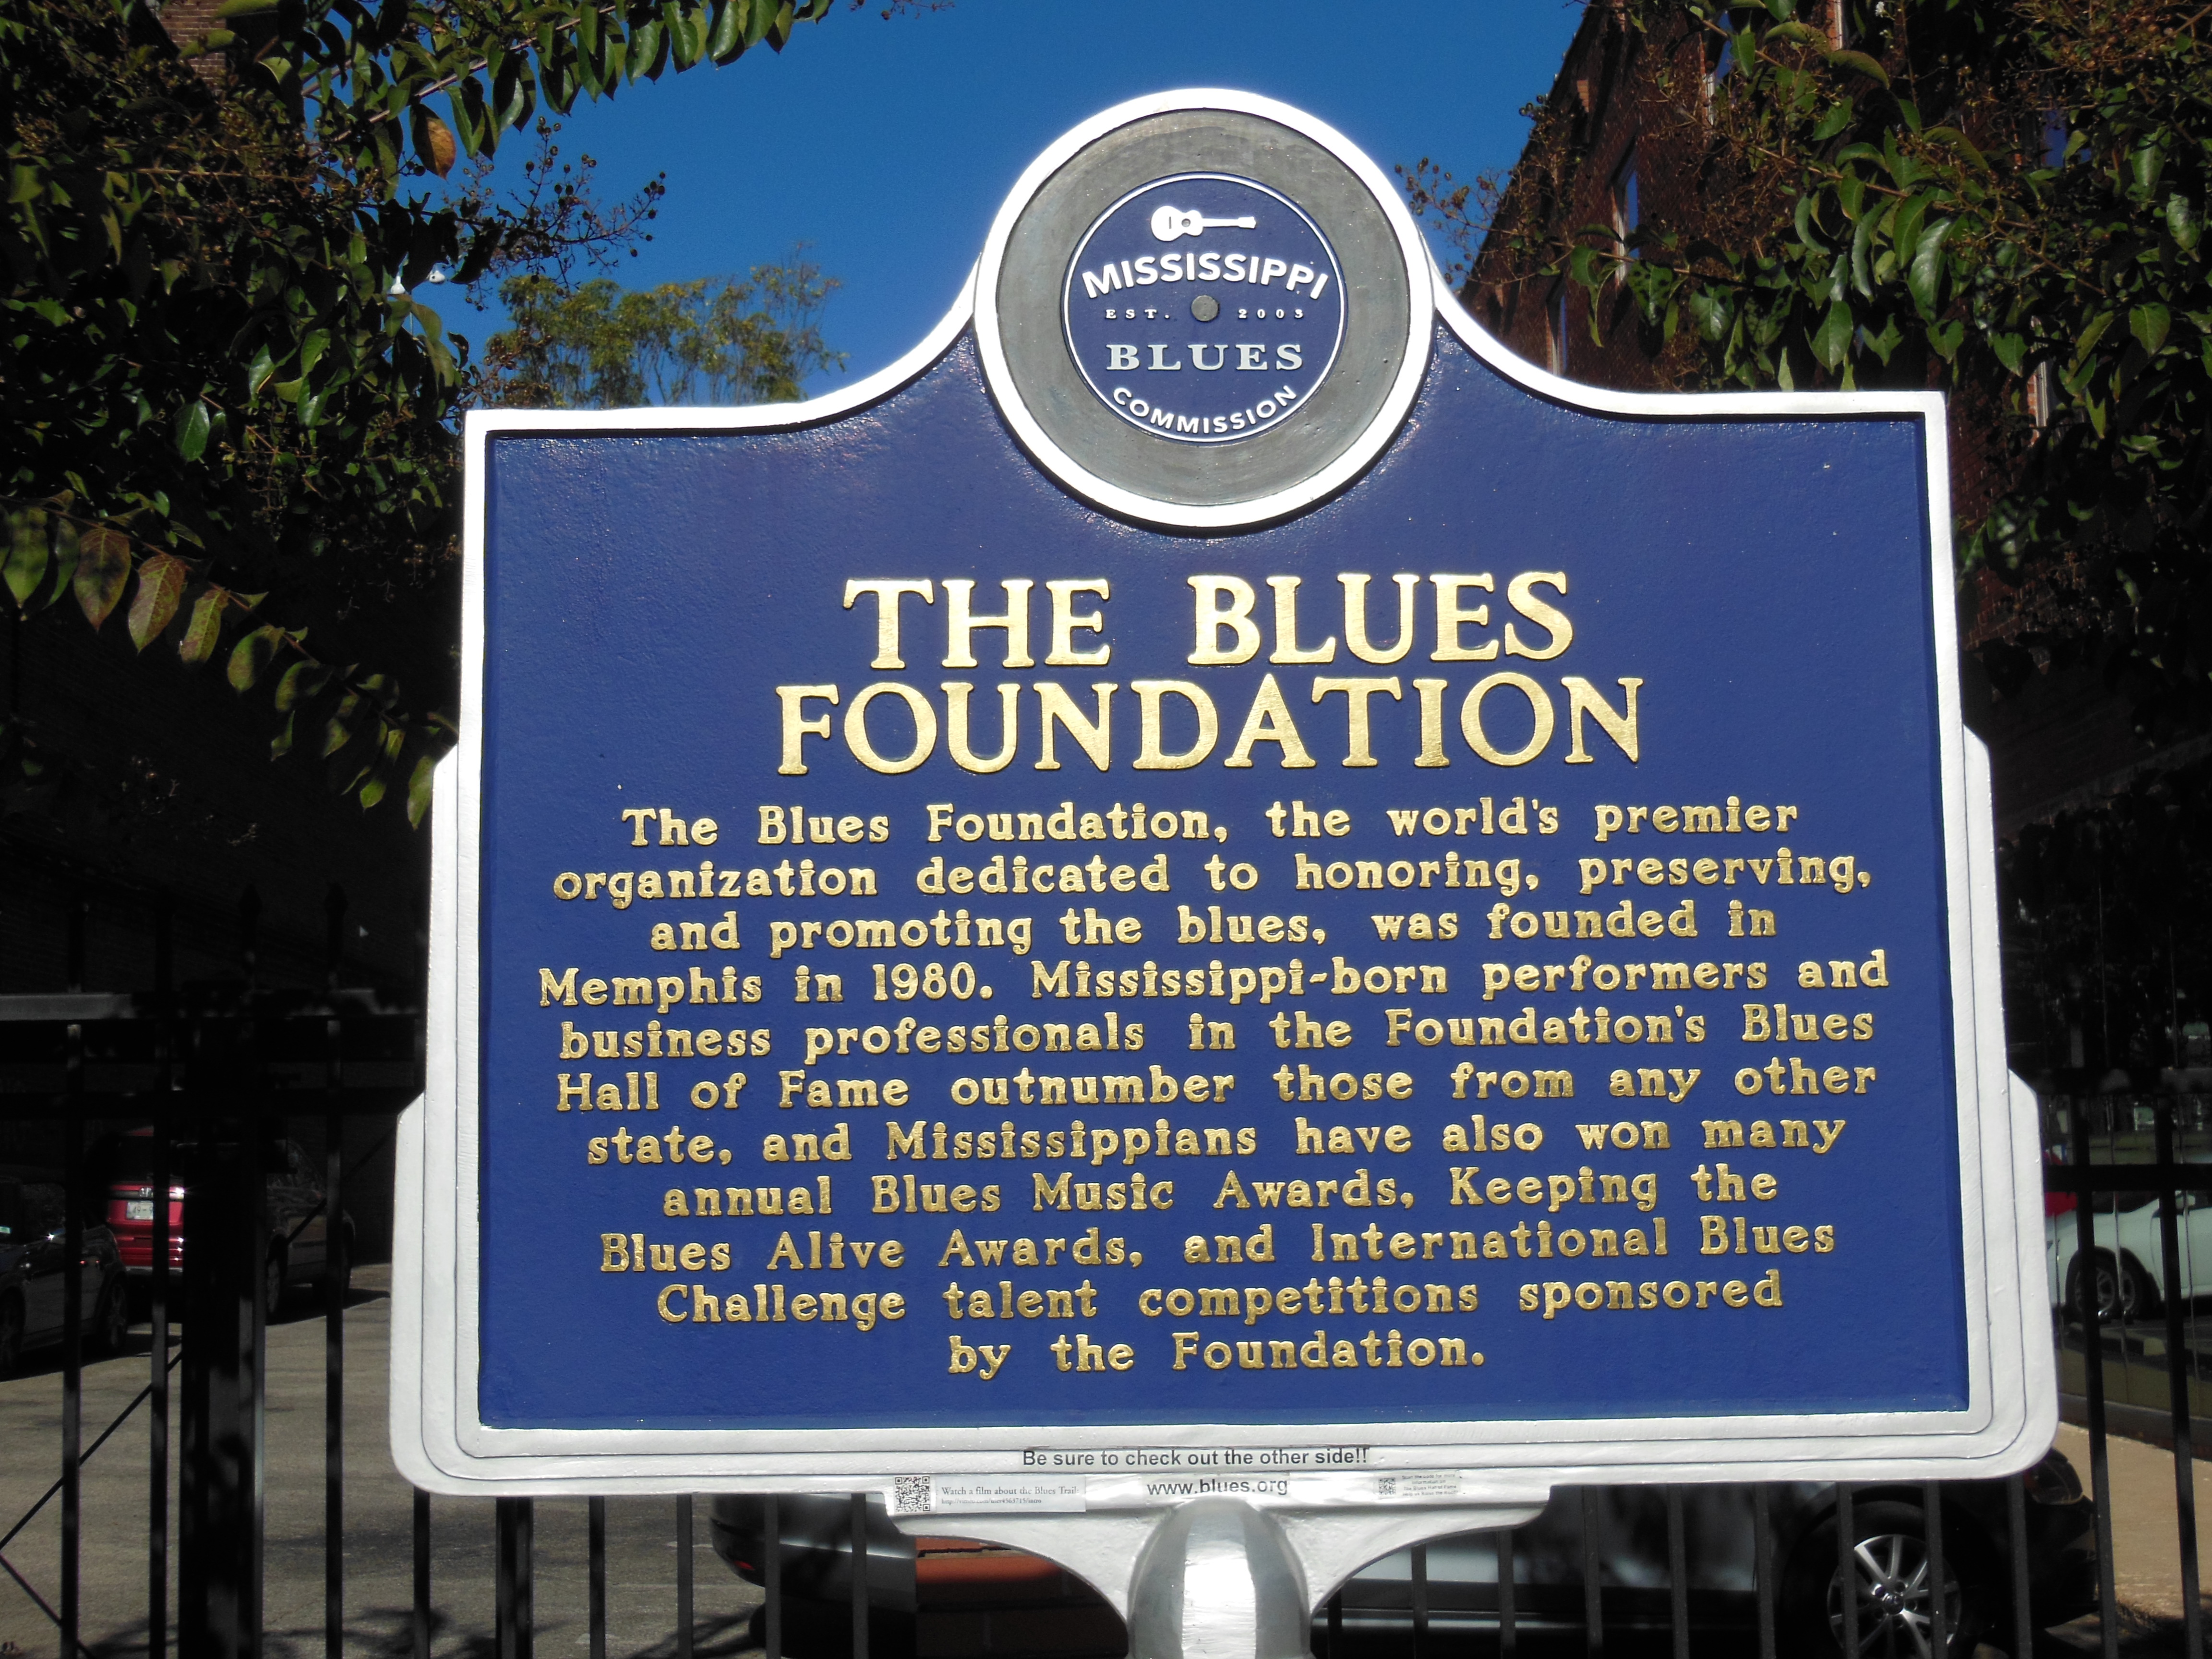 MISSISSIPPI
EST. 2003
BLUES
COMMISSION
THE BLUES
FOUNDATION
The Blues Foundation, the world's premier
organization dedicated to honoring, preserving,
and promoting the blues, was founded in
Memphis in 1980. Mississippi-born performers and
business professionals in the Foundation's Blues
Hall of Fame outnumber those from any other
state, and Mississippians have also won many
annual Blues Music Awards, Keeping the
Blues Alive Awards, and International Blues
Challenge talent competitions sponsored
by the Foundation.
Be sure to check out the other side!!
Watch a film about the Blues Trail
www.blues.org